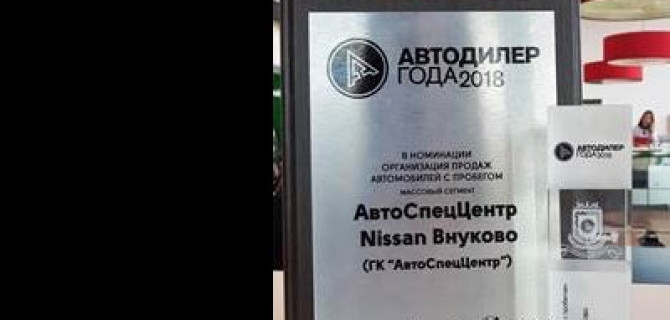 АВТОДИЛЕР
ГОДА2018
В НОМИНАЦИИ
ОРГАНИЗАЦИЯ ПРОДАЖ
АВТОМОБИЛЕЙ С ПРОБЕГОМ
МАССОВЫЙ СЕГМЕНТ
АвтоСпецЦентр
Nissan Внуково
(ГК "АвтоСпецЦентр")
АВТОДИЛЕР
ГОДА2018